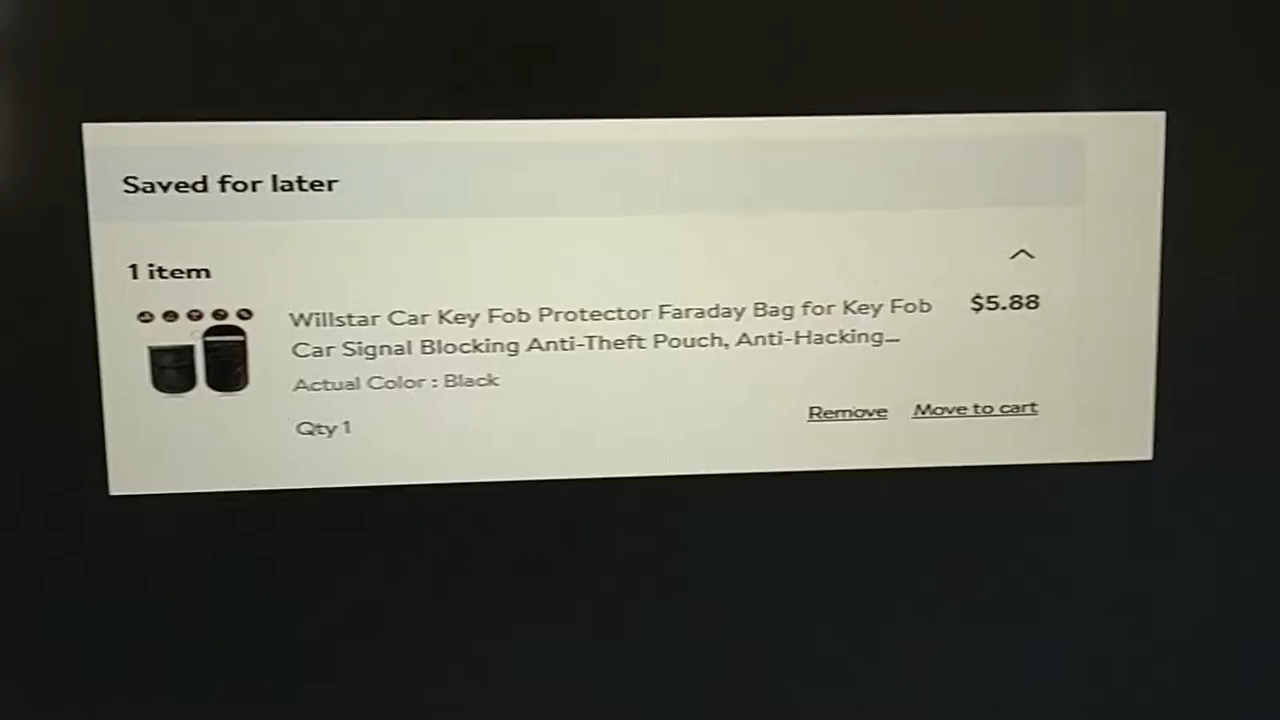 Saved for later
1 item
Willstar Car Key Fob Protector Faraday Bag for Key Fob
Car Signal Blocking Anti-Theft Pouch, Anti-Hacking...
$5.88
Actual Color : Black
Qty 1
Remove Move to cart